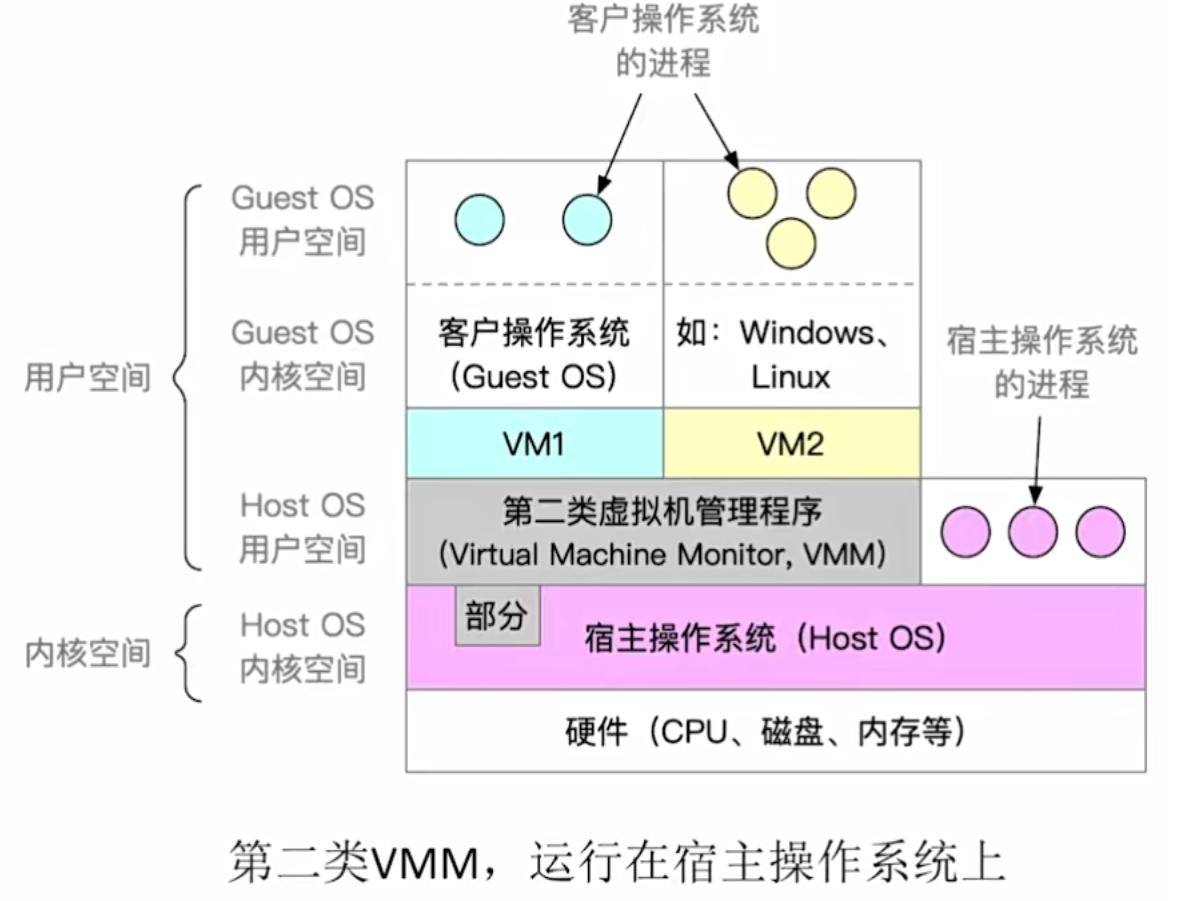 客户操作系统
的进程
Guest OS
用户空间
Guest OS
内核空间
用户空间
客户操作系统
（Guest OS）
如：Windows、
Linux
宿主操作系统
的进程
VM1
VM2
Host OS
用户空间
第二类虚拟机管理程序
（Virtual Machine Monitor, VMM）
部分
Host OS
内核空间
内核空间
宿主操作系统（Host OS）
硬件（CPU、磁盘、内存等）
第二类VMM，运行在宿主操作系统上